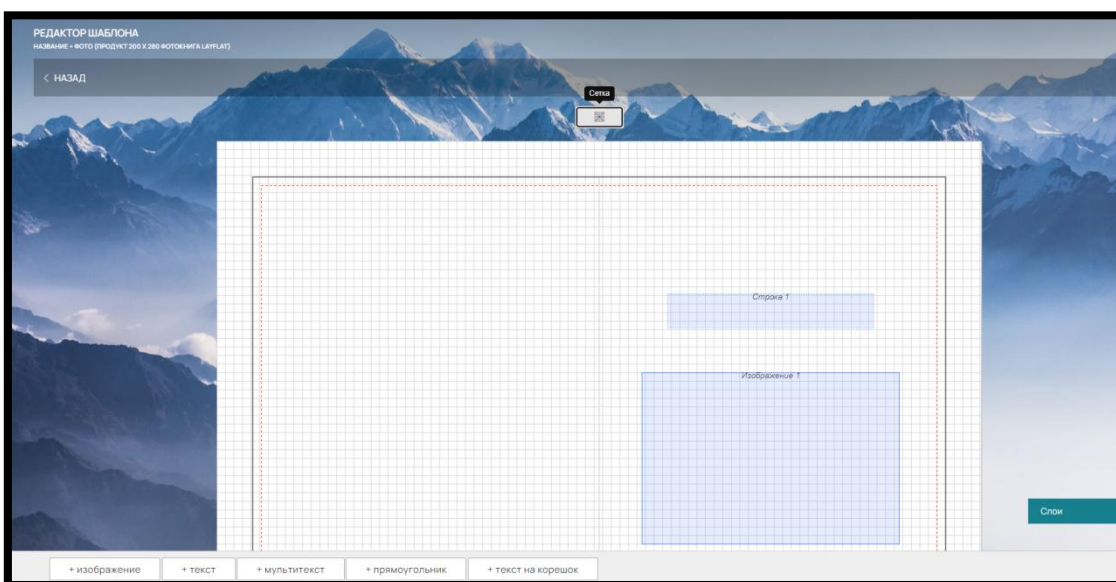 РЕДАКТОР ШАБЛОНА
НАЗВАНИЕ + ФОТО (ПРОДУКТ 200 X 280 ФОТОКНИГА LAYFLAT)
< НАЗАД
Сетка
Строка 1
Изображение 1
Слои
+ изображение + текст + мультитекст + прямоугольник + текст на корешок